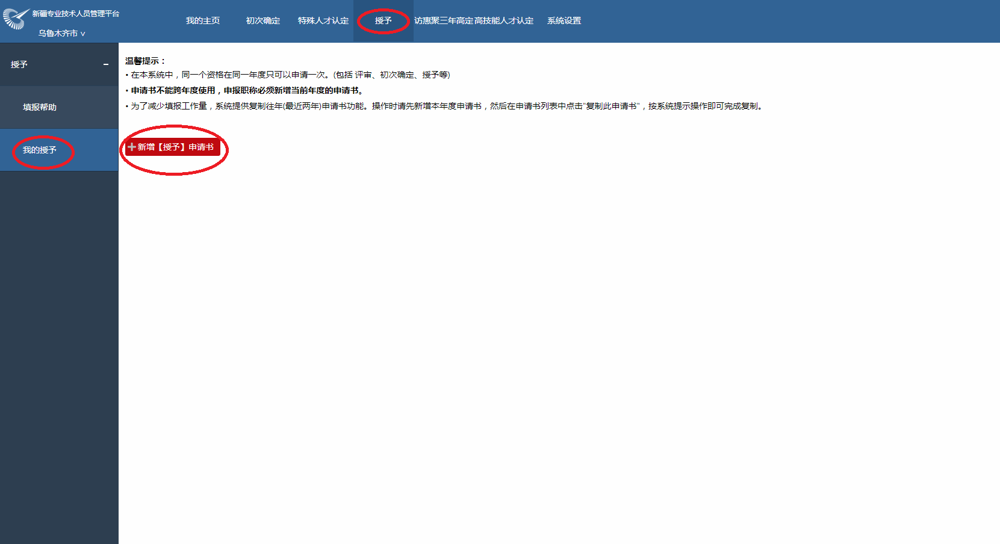 新疆专业技术人员管理平台
乌鲁木齐市 ∨
我的主页 初次确定 特殊人才认定 授予 访惠聚三年高定 高技能人才认定 系统设置
授予 −
填报帮助
我的授予
温馨提示：
• 在本系统中，同一个资格在同一年度只可以申请一次。(包括 评审、初次确定、授予等)
• 申请书不能跨年度使用，申报职称必须新增当前年度的申请书。
• 为了减少填报工作量，系统提供复制往年(最近两年)申请书功能。操作时请先新增本年度申请书，然后在申请书列表中点击"复制此申请书"，按系统提示操作即可完成复制。
新增【授予】申请书